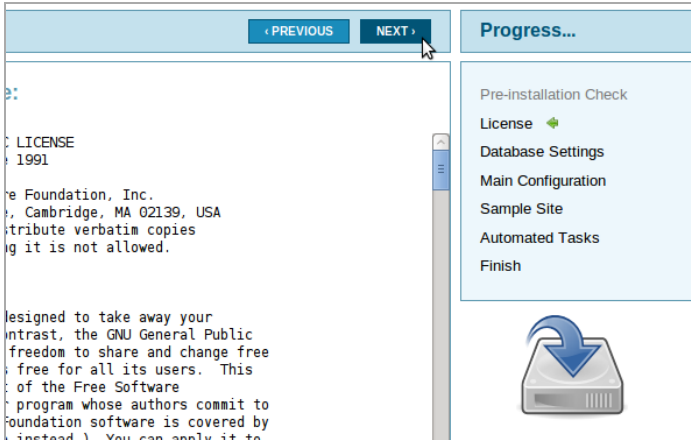 ‹ PREVIOUS NEXT ›
Progress...
LICENSE
1991
Foundation, Inc.
Cambridge, MA 02139, USA
verbatim copies
it is not allowed.
designed to take away your
the GNU General Public
freedom to share and change free
free for all its users. This
of the Free Software
program whose authors commit to
Foundation software is covered by
instead.) You can apply it to
Pre-installation Check
License
Database Settings
Main Configuration
Sample Site
Automated Tasks
Finish